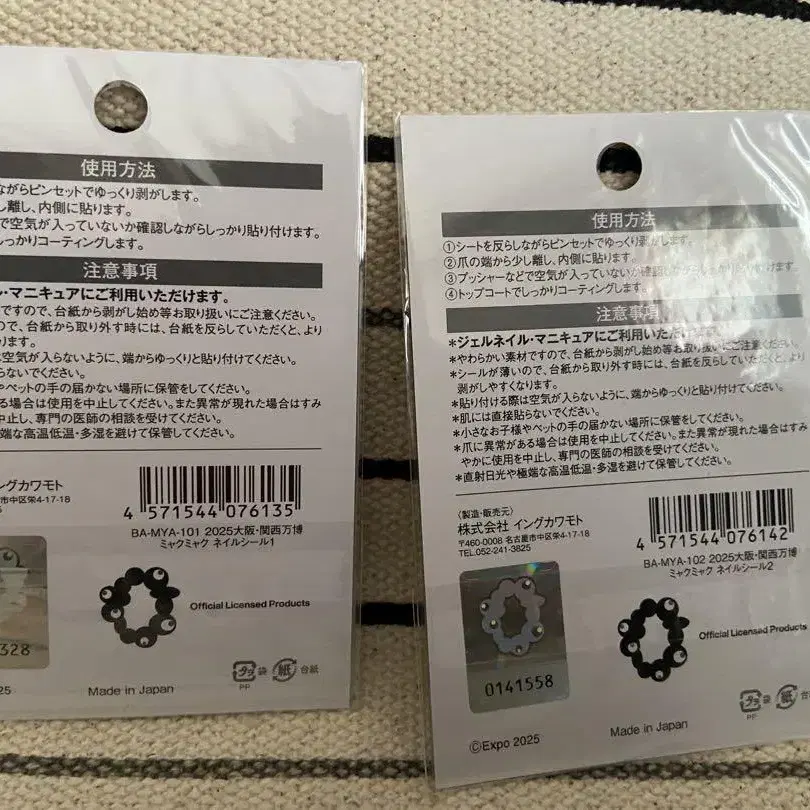 使用方法
ながらピンセットでゆっくり剥がします。
し離し、内側に貼ります。
で空気が入っていないか確認しながらしっかり貼り付けます。
しっかりコーティングします。
注意事項
ル・マニキュアにご利用いただけます。
ですので、台紙から剥がし始め等お取り扱いにご注意ください。
ので、台紙から取り外す時には、台紙を反らしていただくと、より
ります。
は空気が入らないように、端からゆっくりと貼り付けてください。
らないでください。
やペットの手の届かない場所に保管をしてください。
る場合は使用を中止してください。また異常が現れた場合はすみ
中止し、専門の医師の相談を受けてください。
端な高温低温・多湿を避けて保管してください。
ングカワモト
市中区栄4-17-18
4 571544 076135
BA-MYA-101 2025大阪・関西万博
ミャクミャク ネイルシール1
Official Licensed Products
328
25
Made in Japan
プラ 袋
PP
紙 台紙
使用方法
①シートを反らしながらピンセットでゆっくり剥がします。
②爪の端から少し離し、内側に貼ります。
③プッシャーなどで空気が入っていないか確認しながらしっかり貼り付けます。
④トップコートでしっかりコーティングします。
注意事項
*ジェルネイル・マニキュアにご利用いただけます。
*やわらかい素材ですので、台紙から剥がし始め等お取り扱いにご注意ください。
*シールが薄いので、台紙から取り外す時には、台紙を反らしていただくと、より
剥がしやすくなります。
*貼り付ける際は空気が入らないように、端からゆっくりと貼り付けてください。
*肌には直接貼らないでください。
*小さなお子様やペットの手の届かない場所に保管をしてください。
*爪に異常がある場合は使用を中止してください。また異常が現れた場合はすみ
やかに使用を中止し、専門の医師の相談を受けてください。
*直射日光や極端な高温低温・多湿を避けて保管してください。
〈製造・販売元〉
株式会社 イングカワモト
〒460-0008 名古屋市中区栄4-17-18
TEL.052-241-3825
4 571544 076142
BA-MYA-102 2025大阪・関西万博
ミャクミャク ネイルシール2
0141558
Official Licensed Products
©Expo 2025
Made in Japan
プラ 袋
PP
紙 台